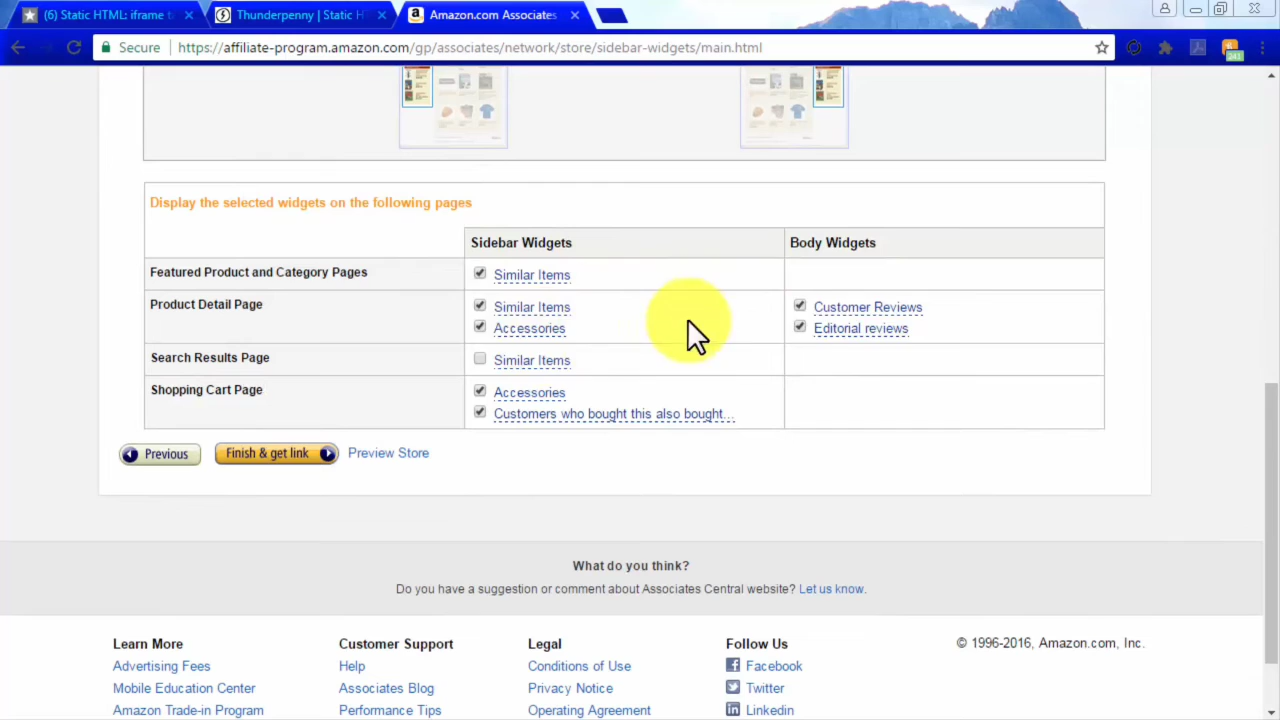 (6) Static HTML: iframe t
Thunderpenny | Static H
Amazon.com Associates
Secure
https://affiliate-program.amazon.com/gp/associates/network/store/sidebar-widgets/main.html
241
Display the selected widgets on the following pages
Sidebar Widgets
Body Widgets
Featured Product and Category Pages
Similar Items
Product Detail Page
Similar Items
Customer Reviews
Accessories
Editorial reviews
Search Results Page
Similar Items
Shopping Cart Page
Accessories
Customers who bought this also bought...
Previous
Finish & get link
Preview Store
What do you think?
Do you have a suggestion or comment about Associates Central website? Let us know.
Learn More
Customer Support
Legal
Follow Us
© 1996-2016, Amazon.com, Inc.
Advertising Fees
Help
Conditions of Use
Facebook
Mobile Education Center
Associates Blog
Privacy Notice
Twitter
Amazon Trade-in Program
Performance Tips
Operating Agreement
Linkedin